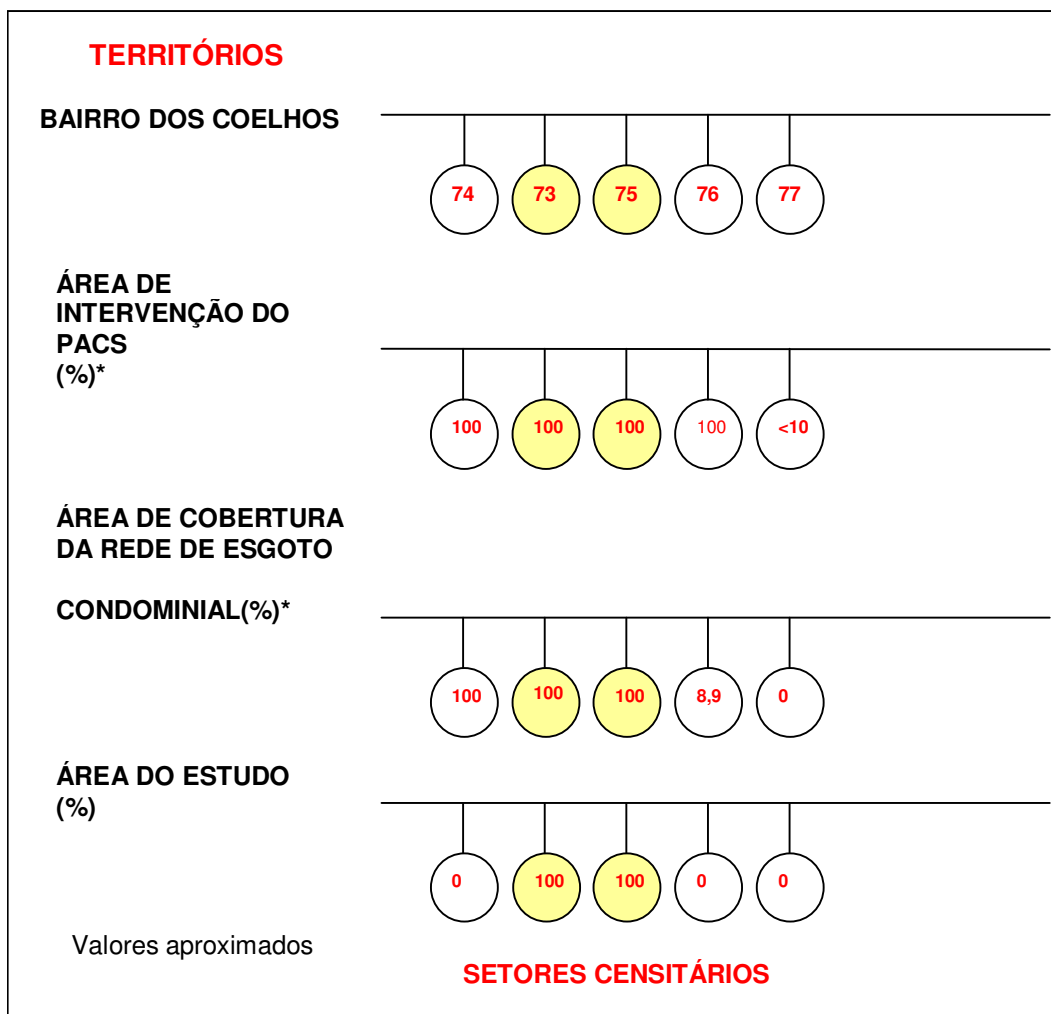 TERRITÓRIOS
BAIRRO DOS COELHOS
74 73 75 76 77
ÁREA DE
INTERVENÇÃO DO
PACS
(%)*
100 100 100 100 <10
ÁREA DE COBERTURA
DA REDE DE ESGOTO
CONDOMINIAL(%)*
100 100 100 8,9 0
ÁREA DO ESTUDO
(%)
0 100 100 0 0
Valores aproximados
SETORES CENSITÁRIOS